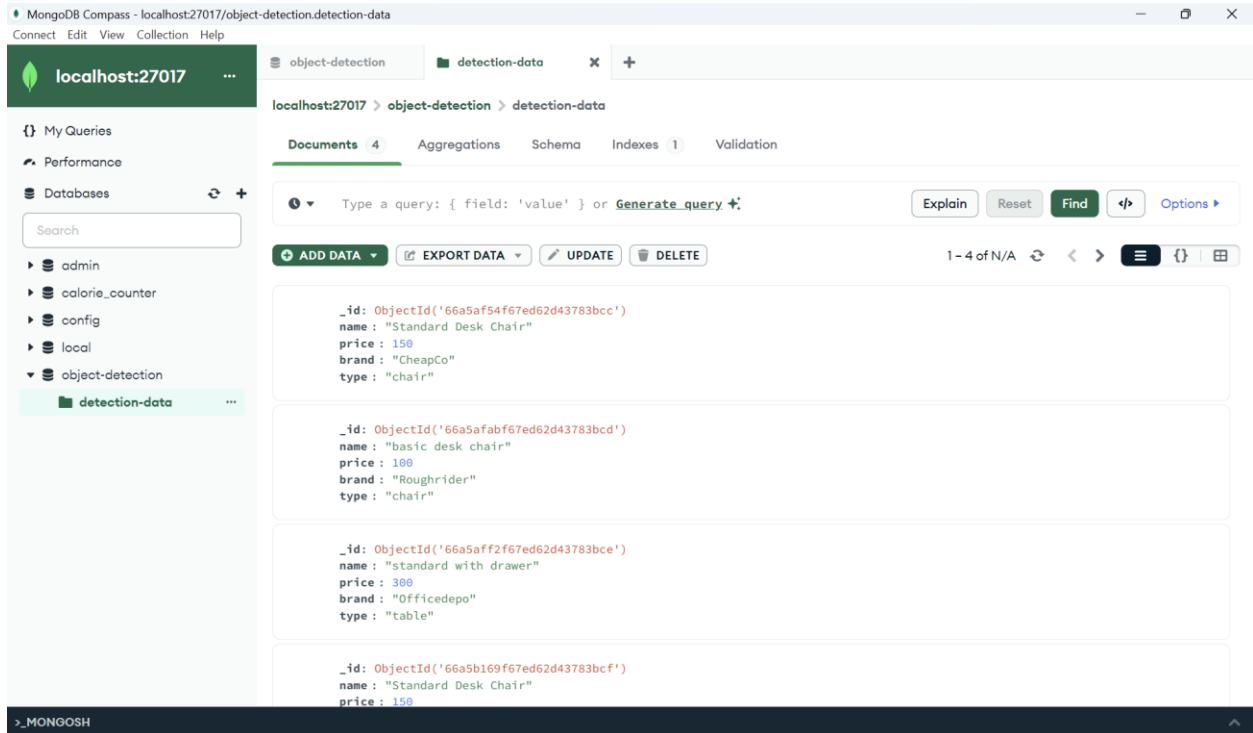 MongoDB Compass - localhost:27017/object-detection.detection-data
Connect Edit View Collection Help
localhost:27017 ...
{} My Queries
Performance
Databases
Search
admin
calorie_counter
config
local
object-detection
detection-data ...
object-detection
detection-data
localhost:27017 > object-detection > detection-data
Documents 4 Aggregations Schema Indexes 1 Validation
Type a query: { field: 'value' } or Generate query
Explain Reset Find </> Options
ADD DATA EXPORT DATA UPDATE DELETE
1 – 4 of N/A {}
_id: ObjectId('66a5af54f67ed62d43783bcc')
name : "Standard Desk Chair"
price : 150
brand : "CheapCo"
type : "chair"
_id: ObjectId('66a5afabf67ed62d43783bcd')
name : "basic desk chair"
price : 100
brand : "Roughrider"
type : "chair"
_id: ObjectId('66a5aff2f67ed62d43783bce')
name : "standard with drawer"
price : 300
brand : "Officedepo"
type : "table"
_id: ObjectId('66a5b169f67ed62d43783bcf')
name : "Standard Desk Chair"
price : 150
>_MONGOSH